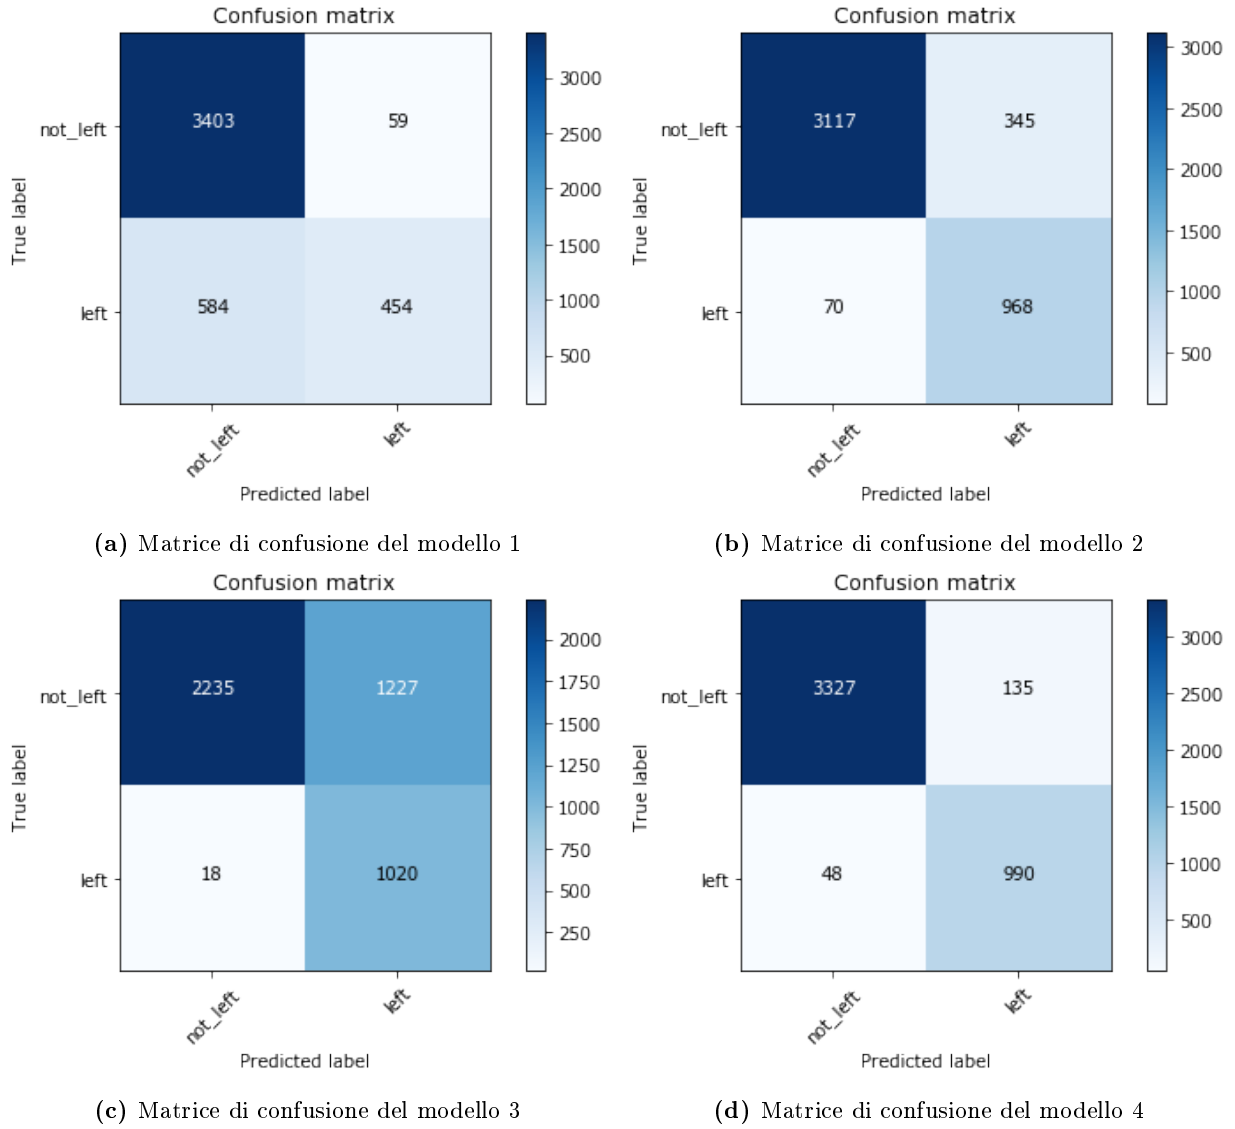 Confusion matrix
not_left
left
True label
3403
59
584
454
3000
2500
2000
1500
1000
500
not_left
left
Predicted label
(a) Matrice di confusione del modello 1
Confusion matrix
not_left
left
True label
3117
345
70
968
3000
2500
2000
1500
1000
500
not_left
left
Predicted label
(b) Matrice di confusione del modello 2
Confusion matrix
not_left
left
True label
2235
1227
18
1020
2000
1750
1500
1250
1000
750
500
250
not_left
left
Predicted label
(c) Matrice di confusione del modello 3
Confusion matrix
not_left
left
True label
3327
135
48
990
3000
2500
2000
1500
1000
500
not_left
left
Predicted label
(d) Matrice di confusione del modello 4